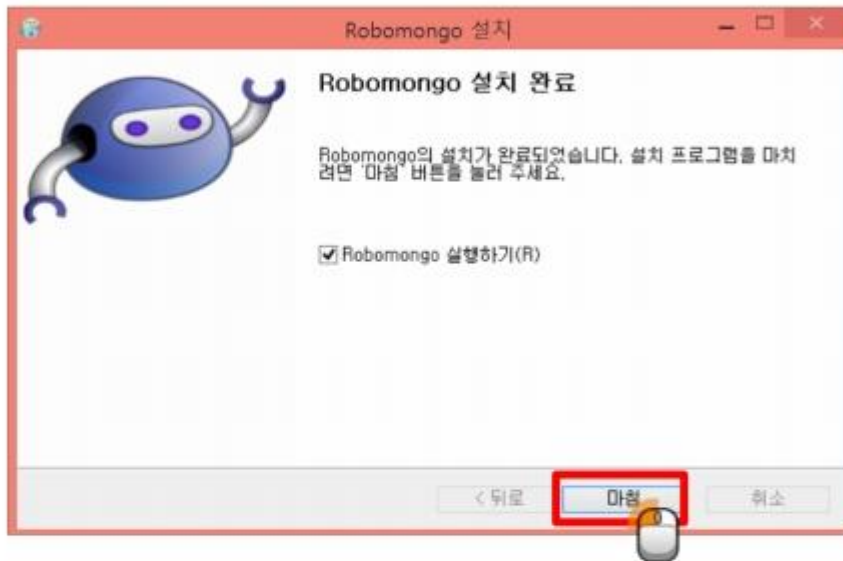 Robomongo 설치
Robomongo 설치 완료
Robomongo의 설치가 완료되었습니다. 설치 프로그램을 마치
려면 '마침' 버튼을 눌러 주세요.
Robomongo 실행하기(R)
< 뒤로
마침
취소